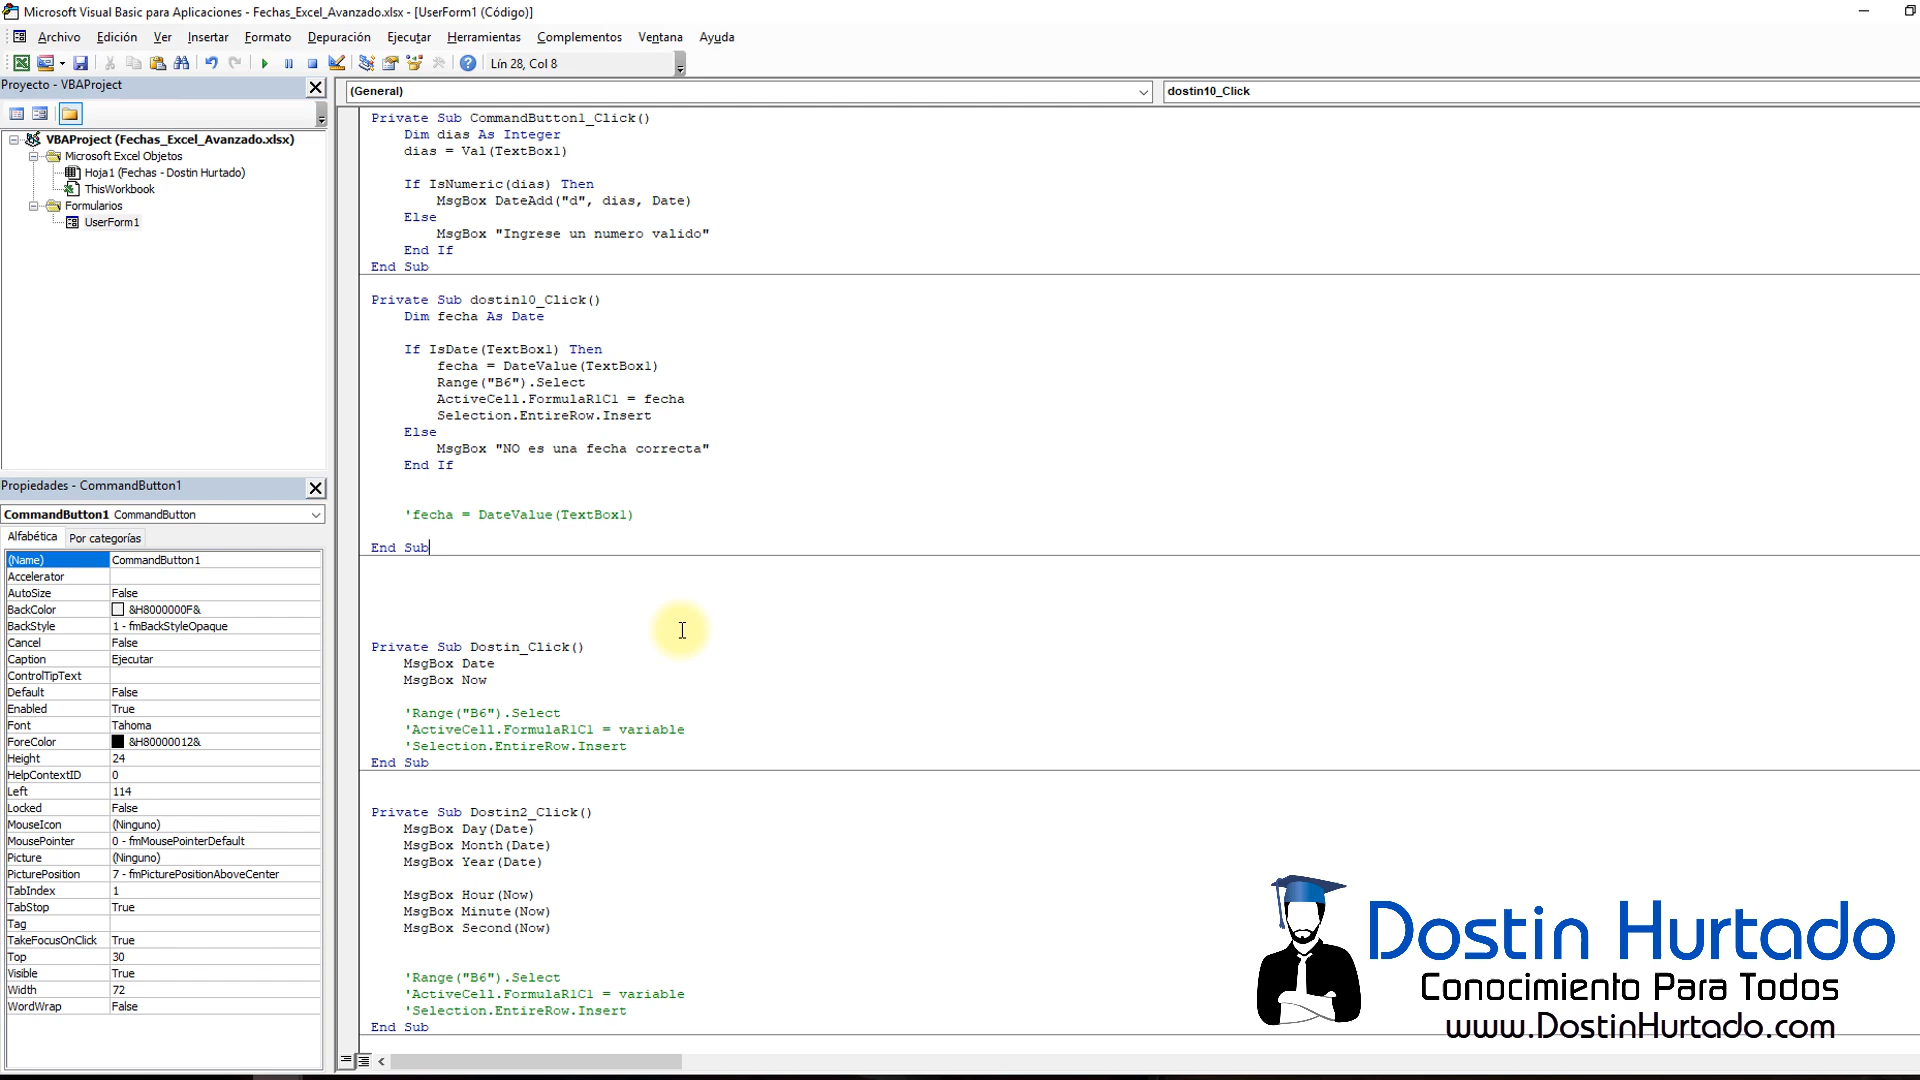 Microsoft Visual Basic para Aplicaciones - Fechas_Excel_Avanzado.xlsx - [UserForm1 (Código)]
Archivo Edición Ver Insertar Formato Depuración Ejecutar Herramientas Complementos Ventana Ayuda
Lín 28, Col 8
Proyecto - VBAProject
VBAProject (Fechas_Excel_Avanzado.xlsx)
Microsoft Excel Objetos
Hoja1 (Fechas - Dostin Hurtado)
ThisWorkbook
Formularios
UserForm1
Propiedades - CommandButton1
CommandButton1 CommandButton
Alfabética Por categorías
(Name) CommandButton1
Accelerator
AutoSize False
BackColor &H8000000F&
BackStyle 1 - fmBackStyleOpaque
Cancel False
Caption Ejecutar
ControlTipText
Default False
Enabled True
Font Tahoma
ForeColor &H80000012&
Height 24
HelpContextID 0
Left 114
Locked False
MouseIcon (Ninguno)
MousePointer 0 - fmMousePointerDefault
Picture (Ninguno)
PicturePosition 7 - fmPicturePositionAboveCenter
TabIndex 1
TabStop True
Tag
TakeFocusOnClick True
Top 30
Visible True
Width 72
WordWrap False
(General) dostin10_Click
Private Sub CommandButton1_Click()
Dim dias As Integer
dias = Val(TextBox1)
If IsNumeric(dias) Then
MsgBox DateAdd("d", dias, Date)
Else
MsgBox "Ingrese un numero valido"
End If
End Sub
Private Sub dostin10_Click()
Dim fecha As Date
If IsDate(TextBox1) Then
fecha = DateValue(TextBox1)
Range("B6").Select
ActiveCell.FormulaR1C1 = fecha
Selection.EntireRow.Insert
Else
MsgBox "NO es una fecha correcta"
End If
'fecha = DateValue(TextBox1)
End Sub
Private Sub Dostin_Click()
MsgBox Date
MsgBox Now
'Range("B6").Select
'ActiveCell.FormulaR1C1 = variable
'Selection.EntireRow.Insert
End Sub
Private Sub Dostin2_Click()
MsgBox Day(Date)
MsgBox Month(Date)
MsgBox Year(Date)
MsgBox Hour(Now)
MsgBox Minute(Now)
MsgBox Second(Now)
'Range("B6").Select
'ActiveCell.FormulaR1C1 = variable
'Selection.EntireRow.Insert
End Sub
Dostin Hurtado
Conocimiento Para Todos
www.DostinHurtado.com